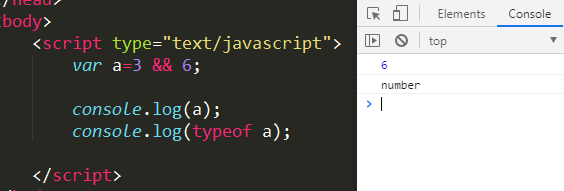 </head>
<body>
<script type="text/javascript">
var a=3 && 6;
console.log(a);
console.log(typeof a);
</script>
Elements Console
top
6
number
>